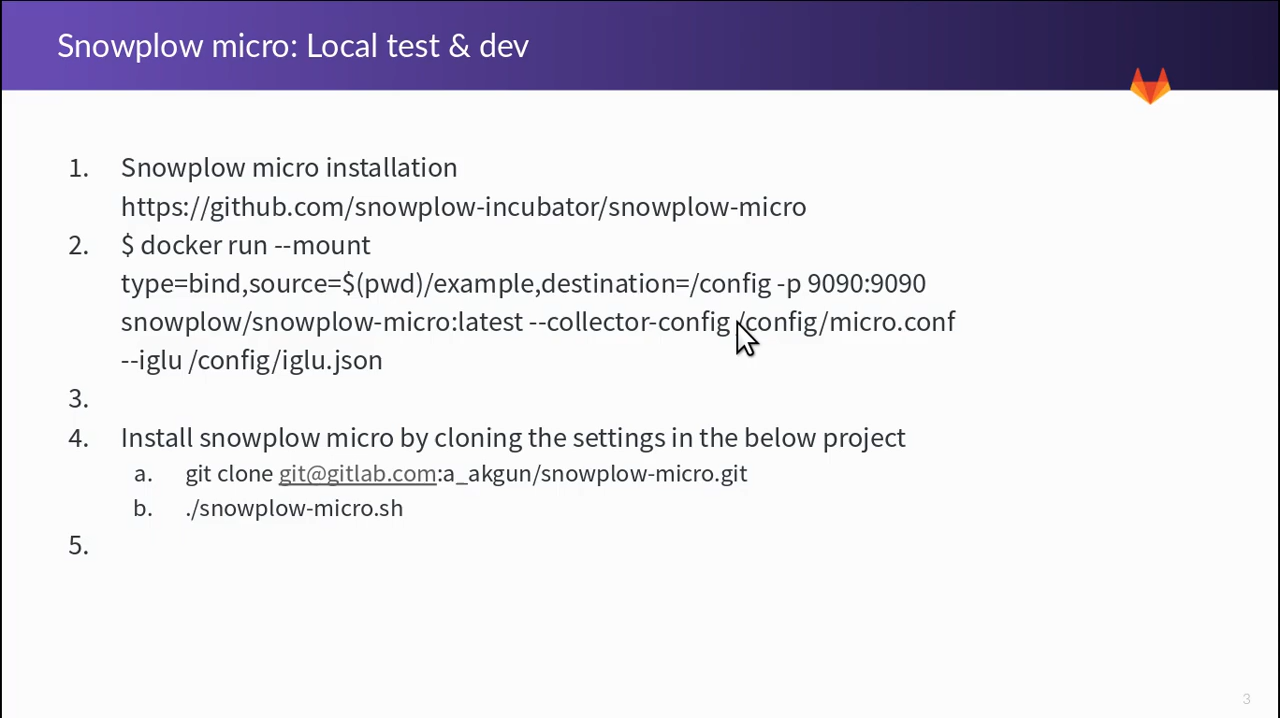 Snowplow micro: Local test & dev
1. Snowplow micro installation
https://github.com/snowplow-incubator/snowplow-micro
2. $ docker run --mount
type=bind,source=$(pwd)/example,destination=/config -p 9090:9090
snowplow/snowplow-micro:latest --collector-config /config/micro.conf
--iglu /config/iglu.json
3.
4. Install snowplow micro by cloning the settings in the below project
a. git clone git@gitlab.com:a_akgun/snowplow-micro.git
b. ./snowplow-micro.sh
5.
3